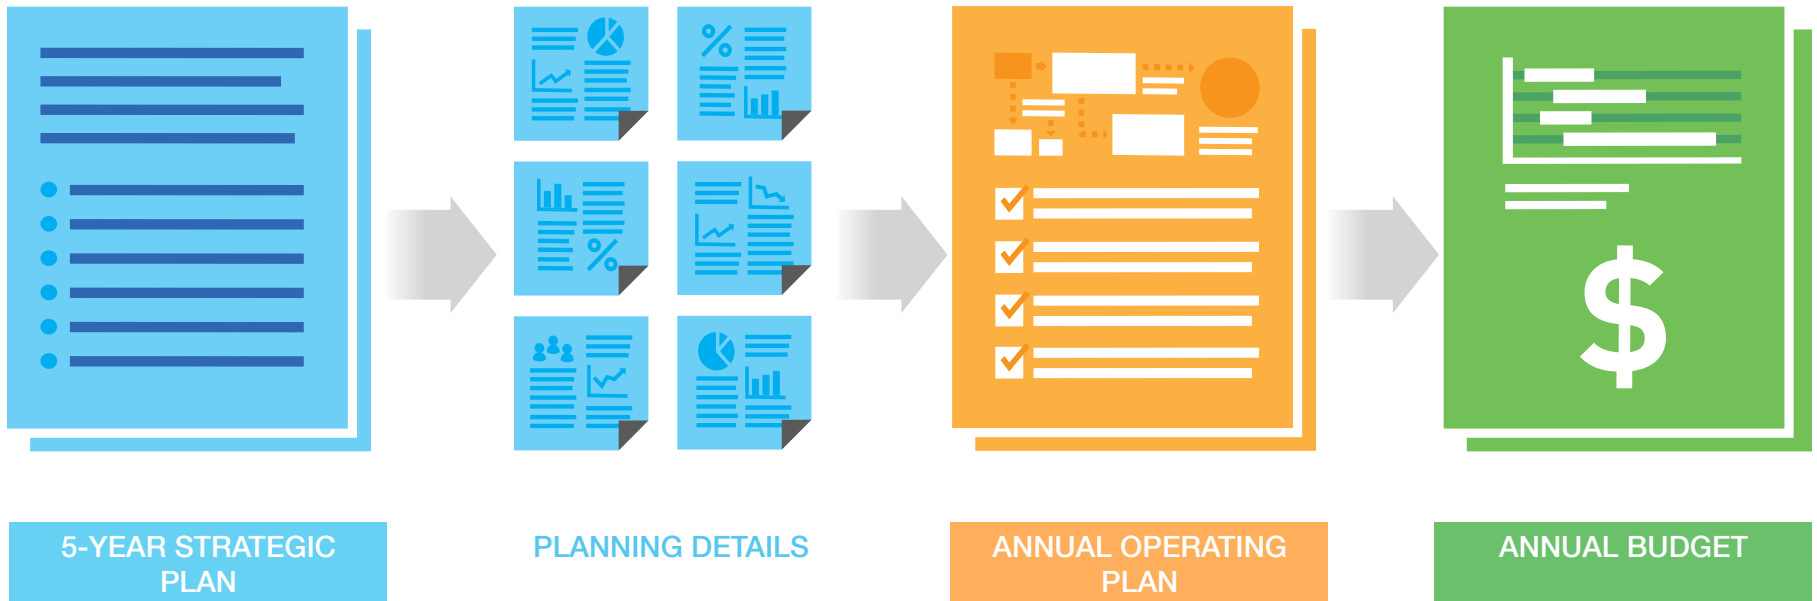 %
%
$
5-YEAR STRATEGIC
PLAN
PLANNING DETAILS
ANNUAL OPERATING
PLAN
ANNUAL BUDGET